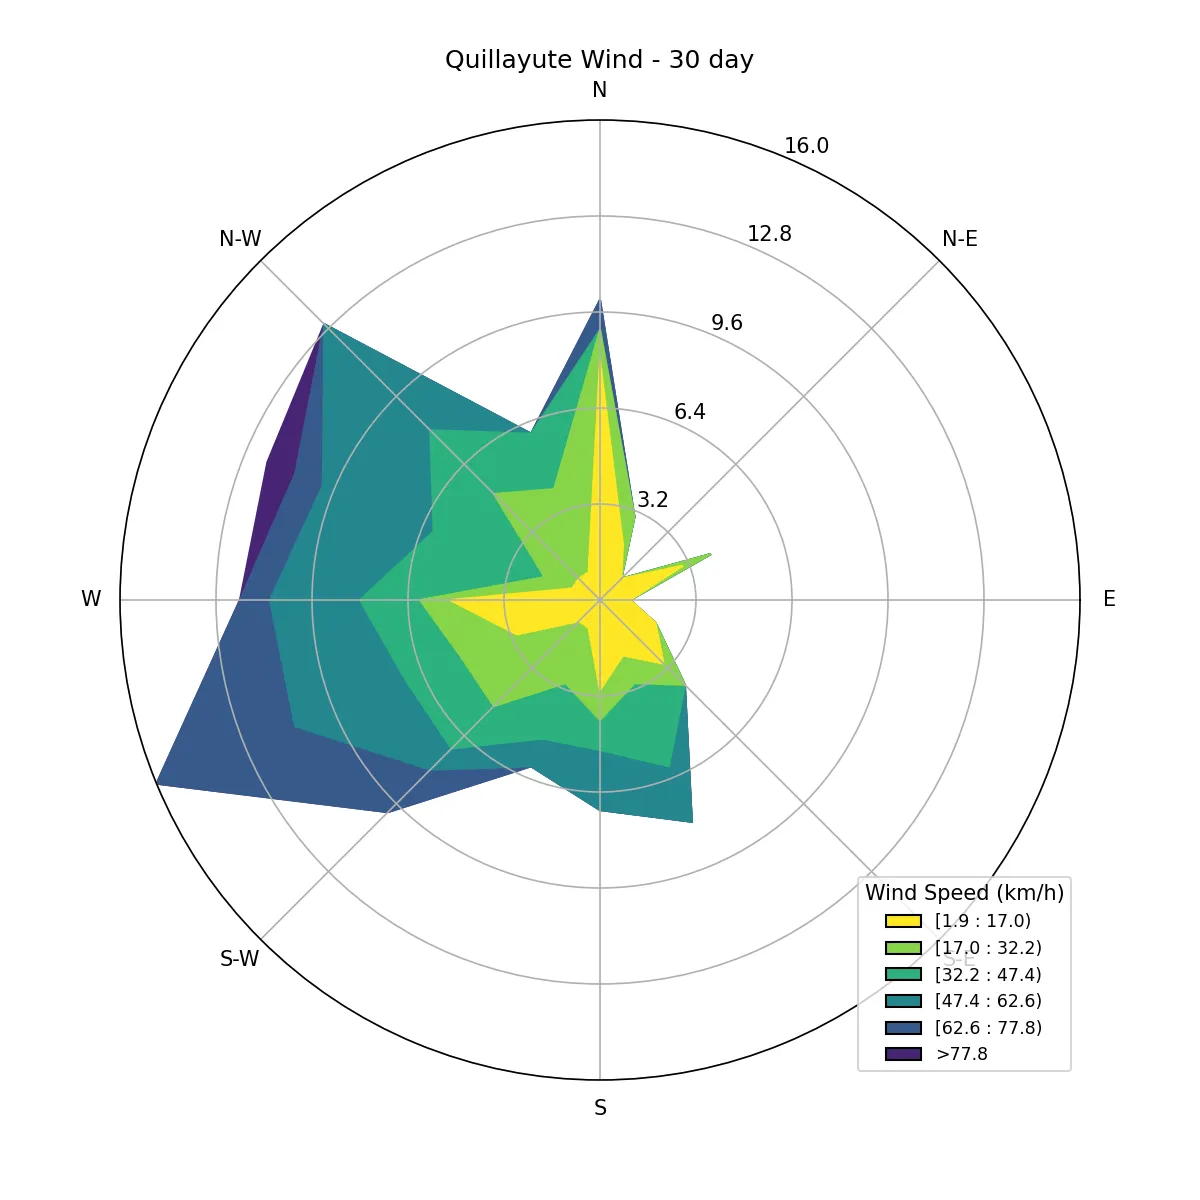 Quillayute Wind - 30 day
N
16.0
12.8
N-W
N-E
9.6
6.4
3.2
W
E
S-W
S-E
Wind Speed (km/h)
[1.9 : 17.0)
[17.0 : 32.2)
[32.2 : 47.4)
[47.4 : 62.6)
[62.6 : 77.8)
>77.8
S